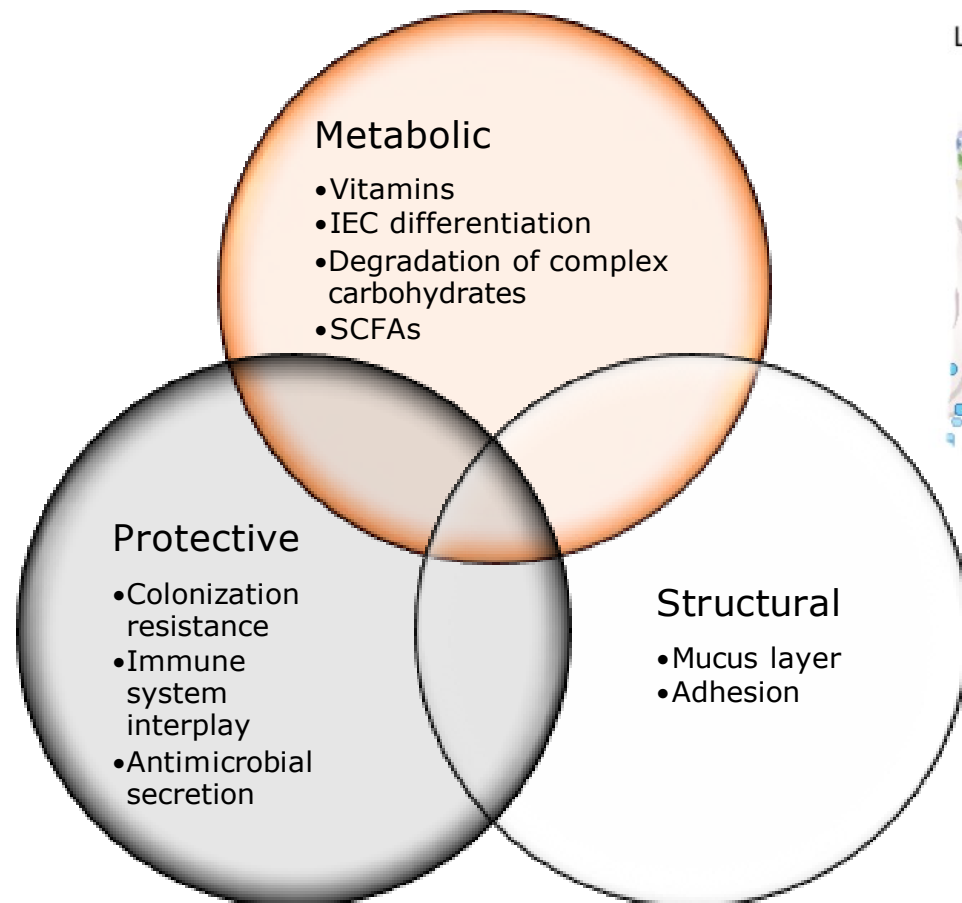 Metabolic
•Vitamins
•IEC differentiation
•Degradation of complex
carbohydrates
•SCFAs
Protective
•Colonization
resistance
•Immune
system
interplay
•Antimicrobial
secretion
Structural
•Mucus layer
•Adhesion